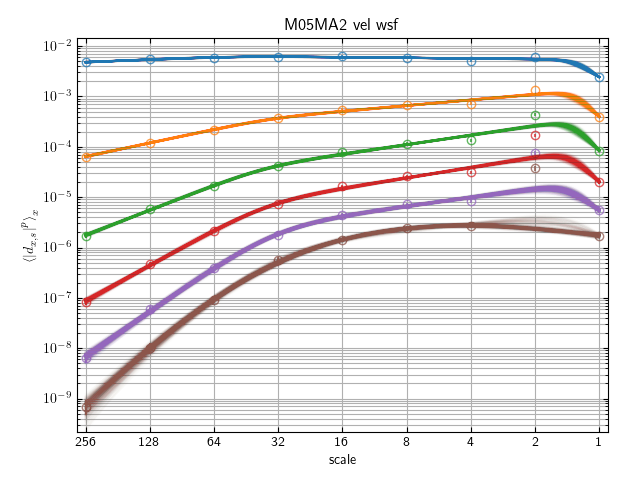 M05MA2 vel wsf
10⁻²
10⁻³
10⁻⁴
10⁻⁵
10⁻⁶
10⁻⁷
10⁻⁸
10⁻⁹
⟨|d_{x,s}|^p⟩_x
256 128 64 32 16 8 4 2 1
scale